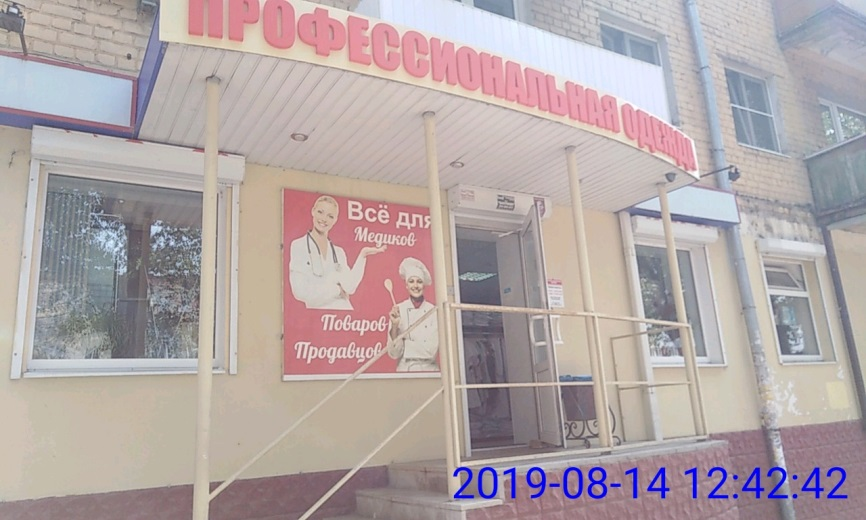 ПРОФЕССИОНАЛЬНАЯ ОДЕЖДА
Всё для
Медиков
Поваров
Продавцов
2019-08-14 12:42:42